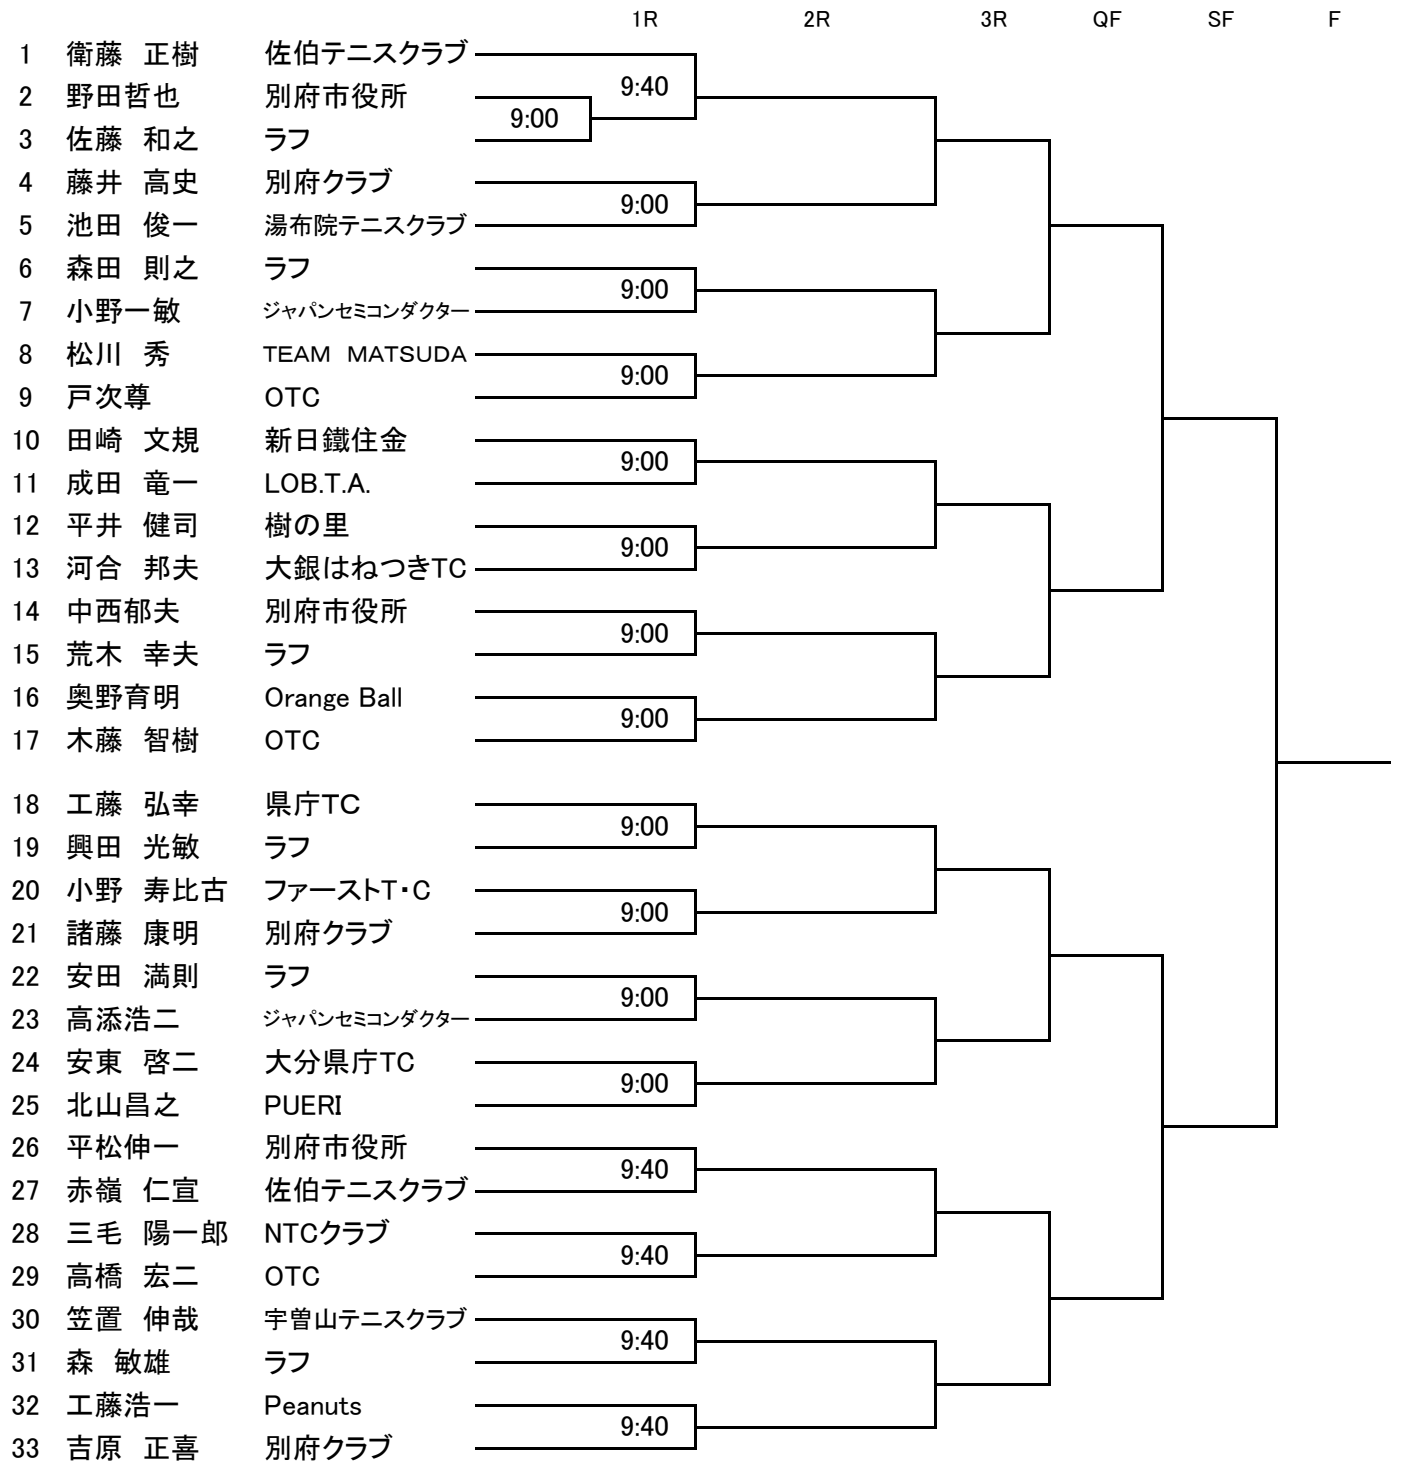 1R 2R 3R QF SF F
1 衛藤 正樹 佐伯テニスクラブ
9:40
2 野田哲也 別府市役所
9:00
3 佐藤 和之 ラフ
4 藤井 高史 別府クラブ
9:00
5 池田 俊一 湯布院テニスクラブ
6 森田 則之 ラフ
9:00
7 小野一敏 ジャパンセミコンダクター
8 松川 秀 TEAM MATSUDA
9:00
9 戸次尊 OTC
10 田崎 文規 新日鐵住金
9:00
11 成田 竜一 LOB.T.A.
12 平井 健司 樹の里
9:00
13 河合 邦夫 大銀はねつきTC
14 中西郁夫 別府市役所
9:00
15 荒木 幸夫 ラフ
16 奥野育明 Orange Ball
9:00
17 木藤 智樹 OTC
18 工藤 弘幸 県庁TC
9:00
19 興田 光敏 ラフ
20 小野 寿比古 ファーストT・C
9:00
21 諸藤 康明 別府クラブ
22 安田 満則 ラフ
9:00
23 高添浩二 ジャパンセミコンダクター
24 安東 啓二 大分県庁TC
9:00
25 北山昌之 PUERI
26 平松伸一 別府市役所
9:40
27 赤嶺 仁宣 佐伯テニスクラブ
28 三毛 陽一郎 NTCクラブ
9:40
29 高橋 宏二 OTC
30 笠置 伸哉 宇曽山テニスクラブ
9:40
31 森 敏雄 ラフ
32 工藤浩一 Peanuts
9:40
33 吉原 正喜 別府クラブ